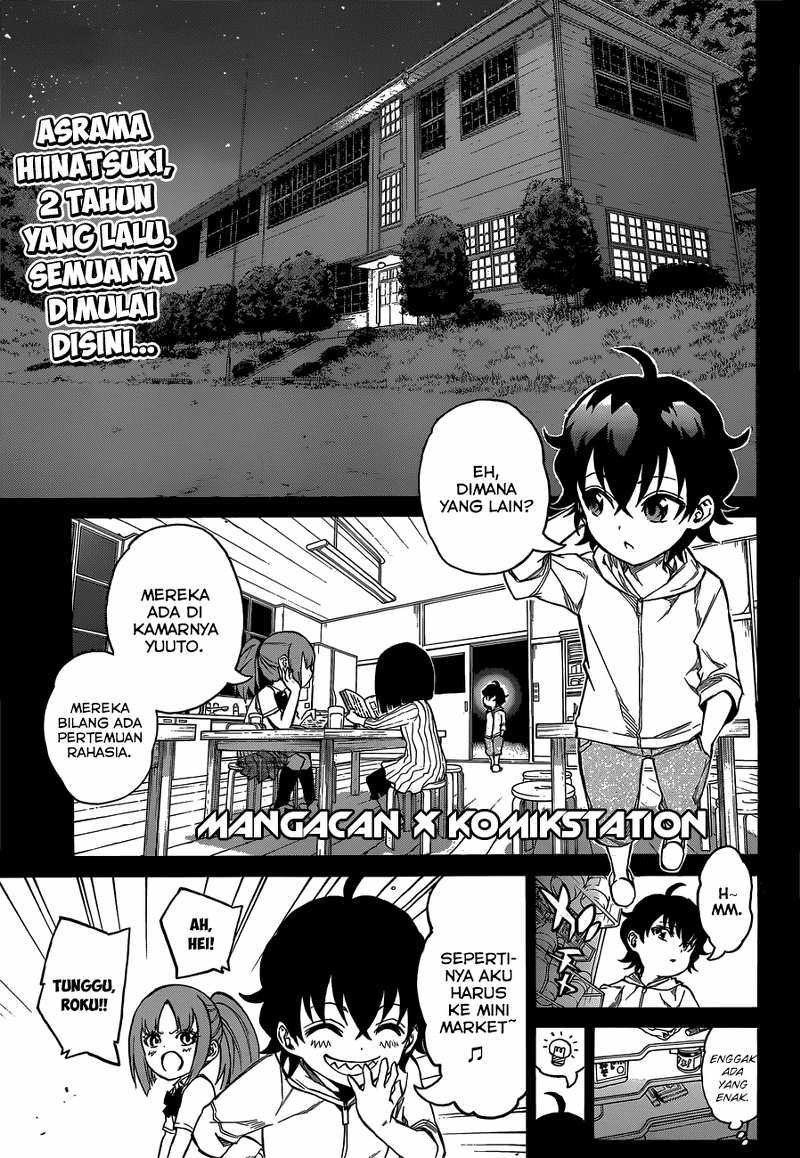 ASRAMA
HIINATSUKI,
2 TAHUN
YANG LALU.
SEMUANYA
DIMULAI
DISINI...
EH,
DIMANA
YANG LAIN?
MEREKA
ADA DI
KAMARNYA
YUUTO.
MEREKA
BILANG ADA
PERTEMUAN
RAHASIA.
MANGACAN X KOMIKSTATION
H~
MM.
ENGGAK
ADA
YANG
ENAK.
SEPERTI-
NYA AKU
HARUS
KE MINI
MARKET~
♫
AH,
HEI!
TUNGGU,
ROKU!!